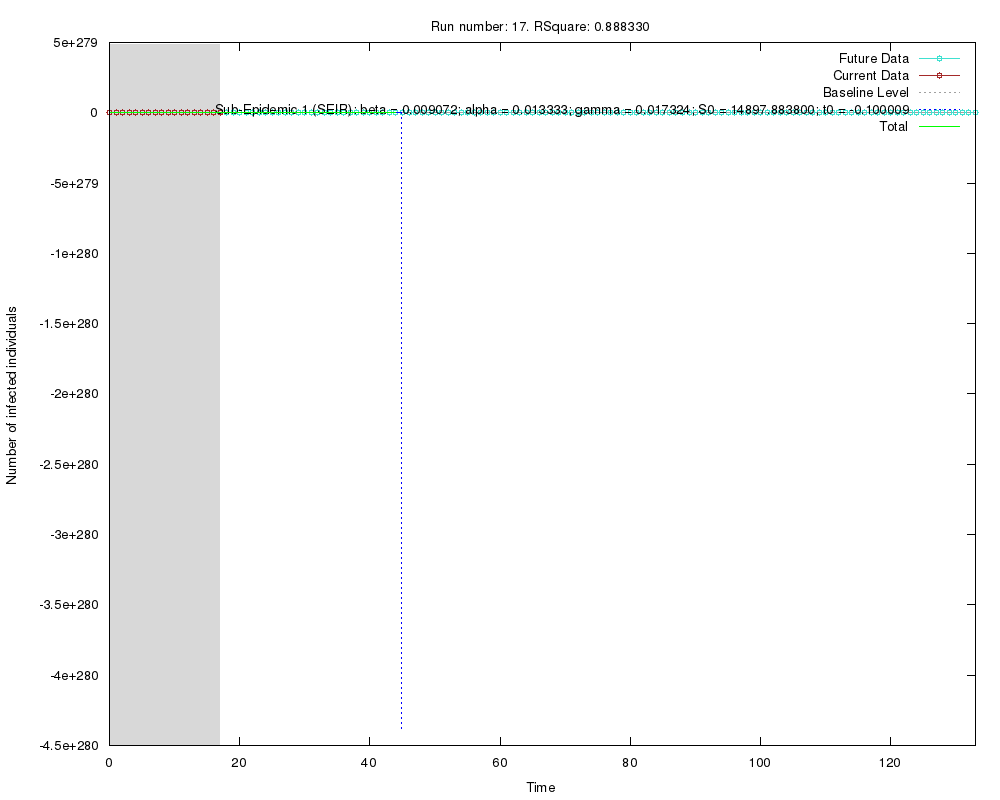 Run number: 17. RSquare: 0.888330
5e+279
0
-5e+279
-1e+280
-1.5e+280
-2e+280
-2.5e+280
-3e+280
-3.5e+280
-4e+280
-4.5e+280
Number of infected individuals
Future Data
Current Data
Baseline Level
Sub-Epidemic 1 (SEIR): beta = 0.009072; alpha = 0.013333; gamma = 0.017324; S0 = 14897.883800; t0 = -0.100009
Total
0 20 40 60 80 100 120
Time